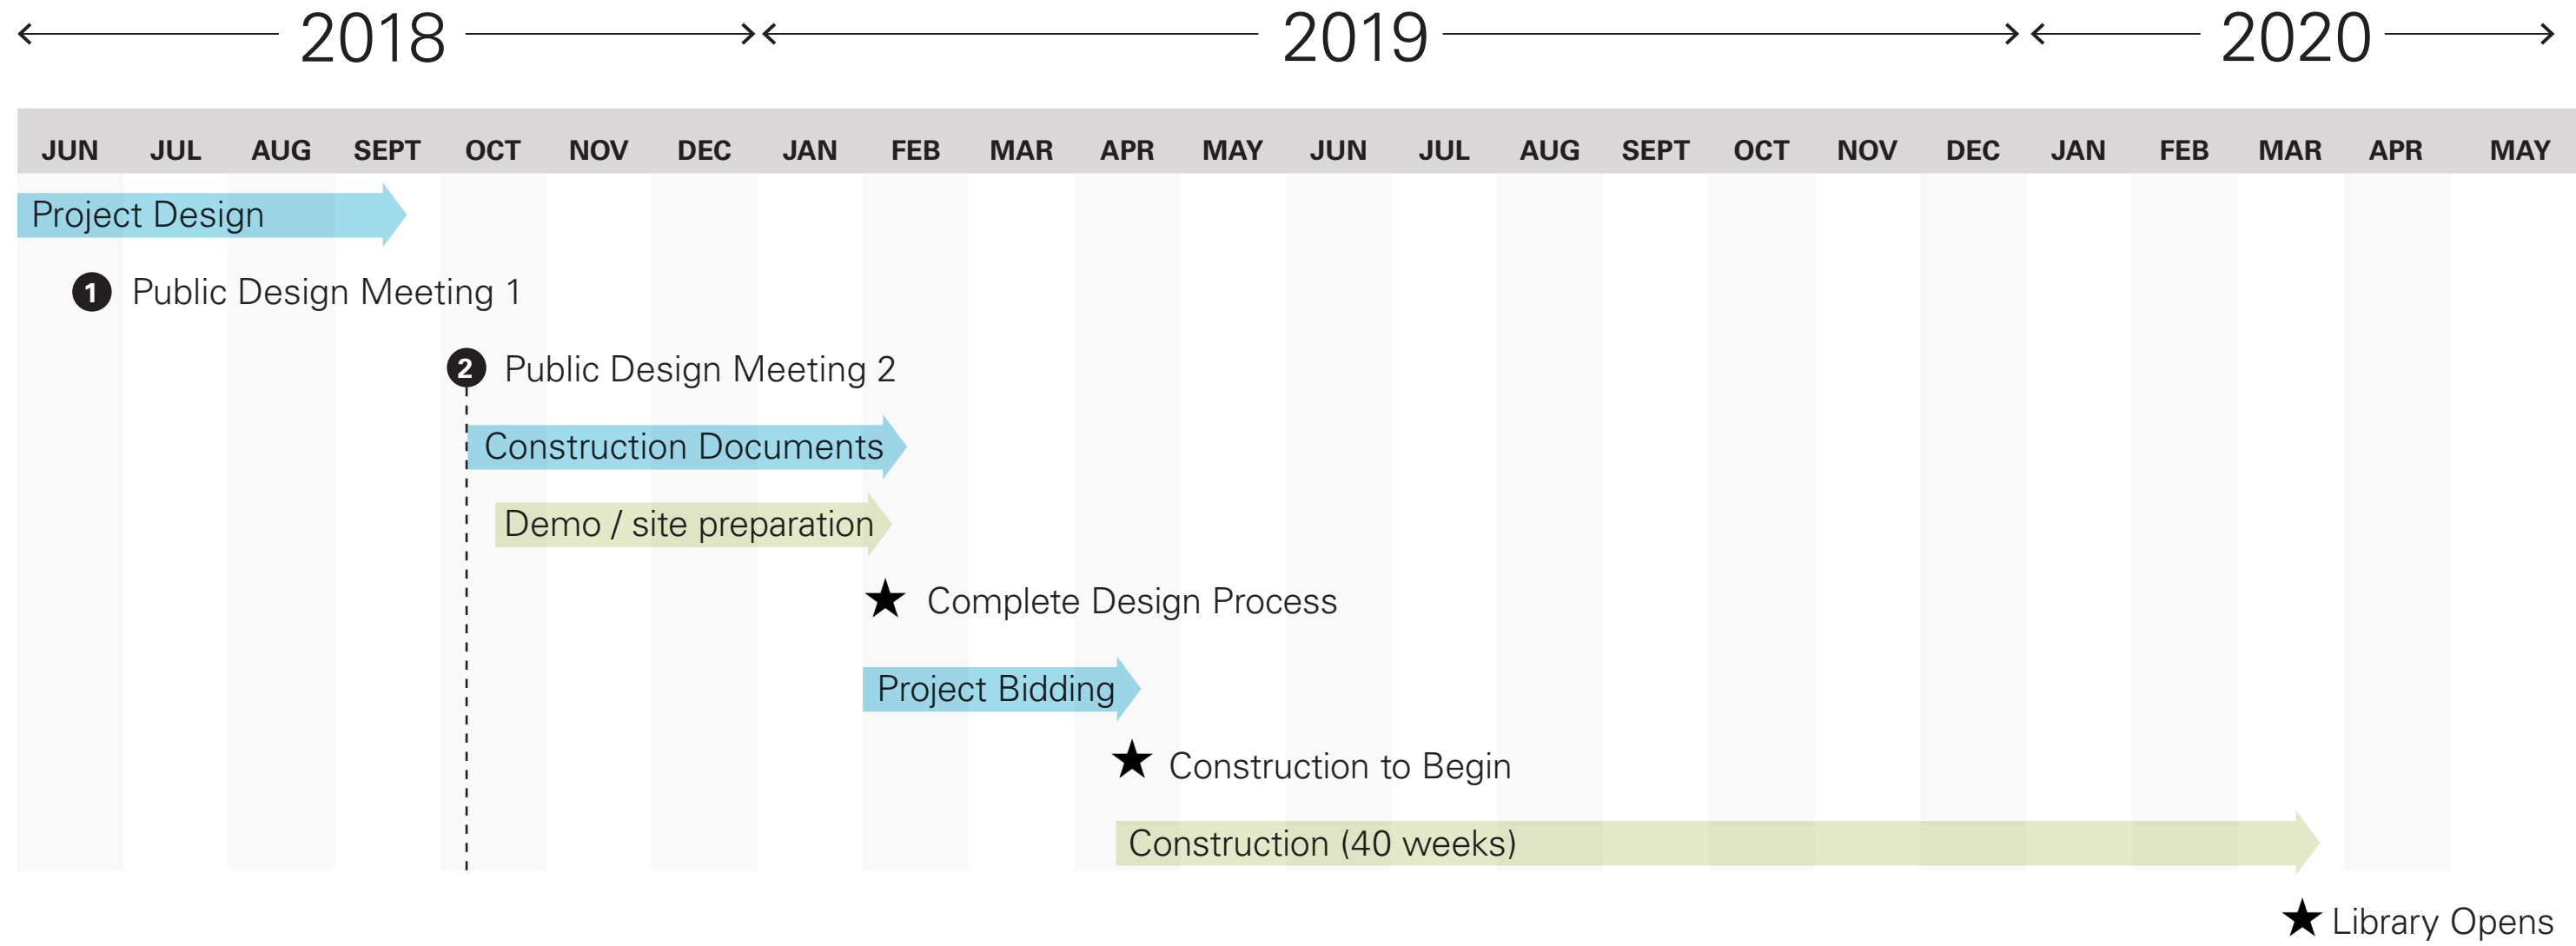 2018 2019 2020
JUN JUL AUG SEPT OCT NOV DEC JAN FEB MAR APR MAY JUN JUL AUG SEPT OCT NOV DEC JAN FEB MAR APR MAY
Project Design
1 Public Design Meeting 1
2 Public Design Meeting 2
Construction Documents
Demo / site preparation
Complete Design Process
Project Bidding
Construction to Begin
Construction (40 weeks)
Library Opens